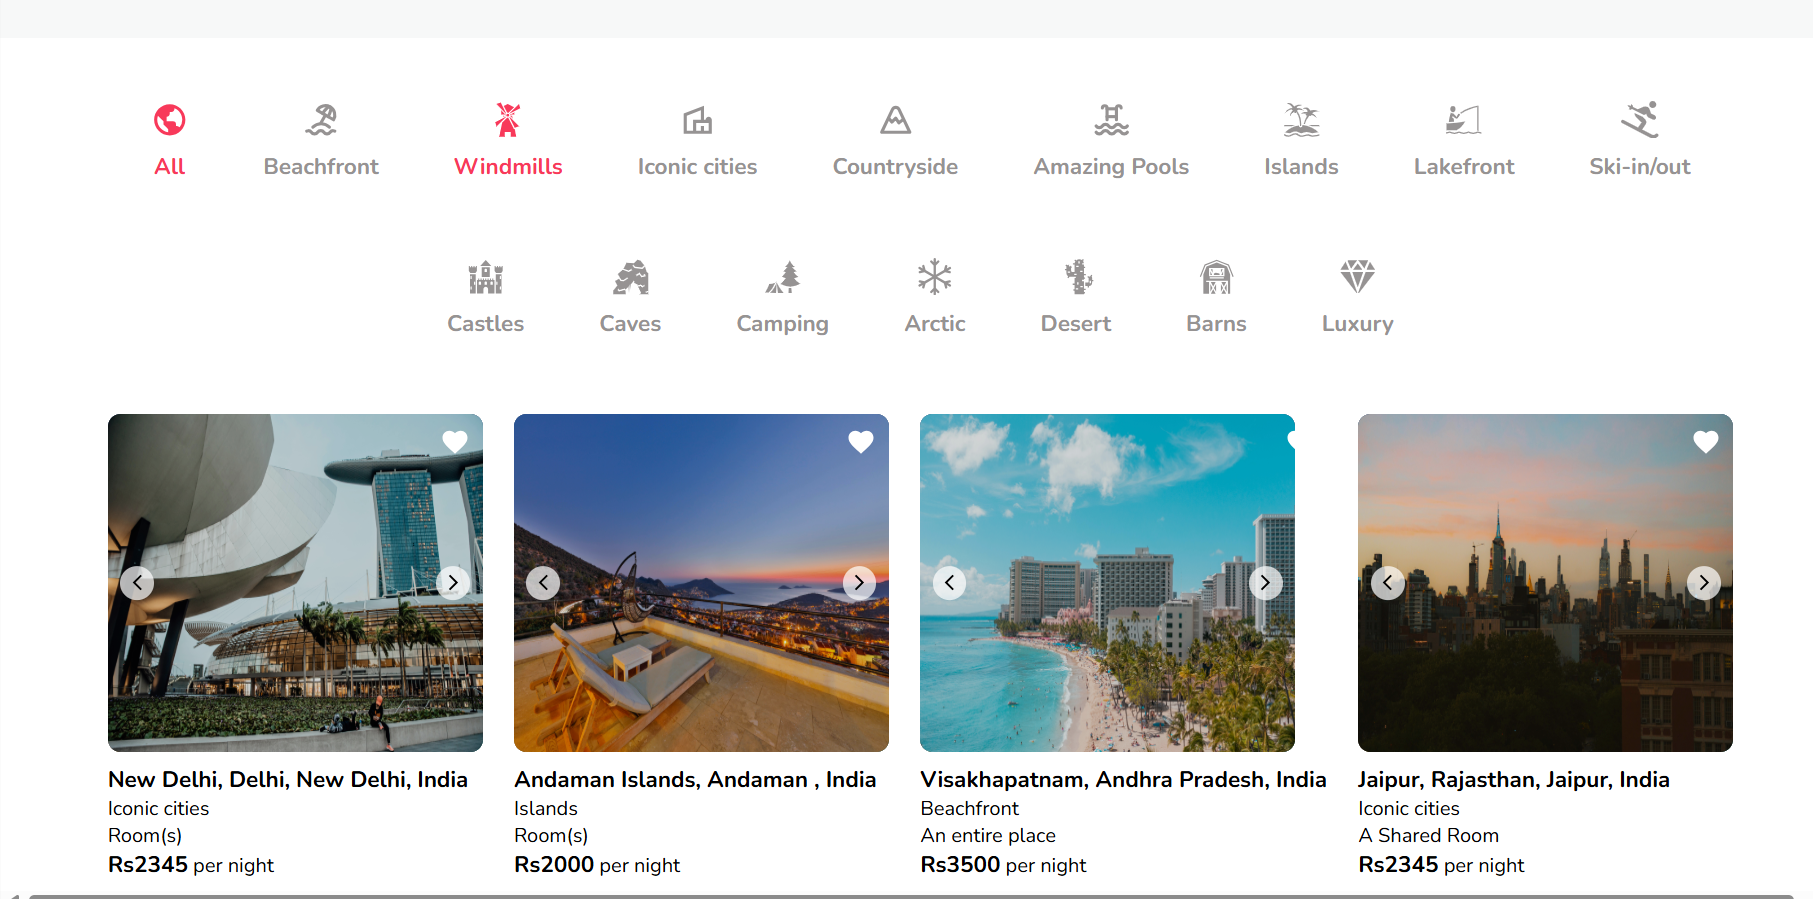 All Beachfront Windmills Iconic cities Countryside Amazing Pools Islands Lakefront Ski-in/out
Castles Caves Camping Arctic Desert Barns Luxury
New Delhi, Delhi, New Delhi, India
Iconic cities
Room(s)
Rs2345 per night
Andaman Islands, Andaman , India
Islands
Room(s)
Rs2000 per night
Visakhapatnam, Andhra Pradesh, India
Beachfront
An entire place
Rs3500 per night
Jaipur, Rajasthan, Jaipur, India
Iconic cities
A Shared Room
Rs2345 per night